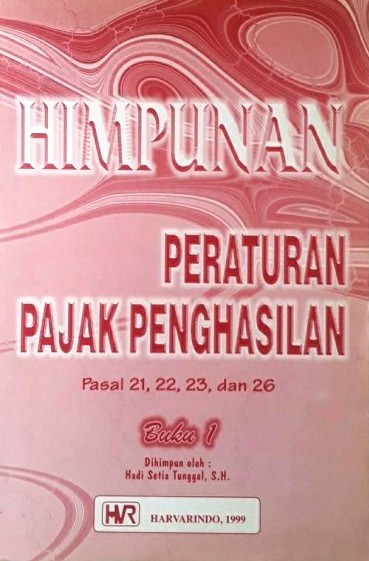 HIMPUNAN
PERATURAN
PAJAK PENGHASILAN
Pasal 21, 22, 23, dan 26
Buku 1
Dihimpun oleh :
Hadi Setia Tunggal, S.H.
HVR HARVARINDO, 1999